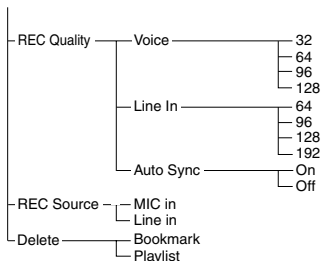 REC Quality Voice 32
64
96
128
Line In 64
96
128
192
Auto Sync On
Off
REC Source MIC in
Line in
Delete Bookmark
Playlist